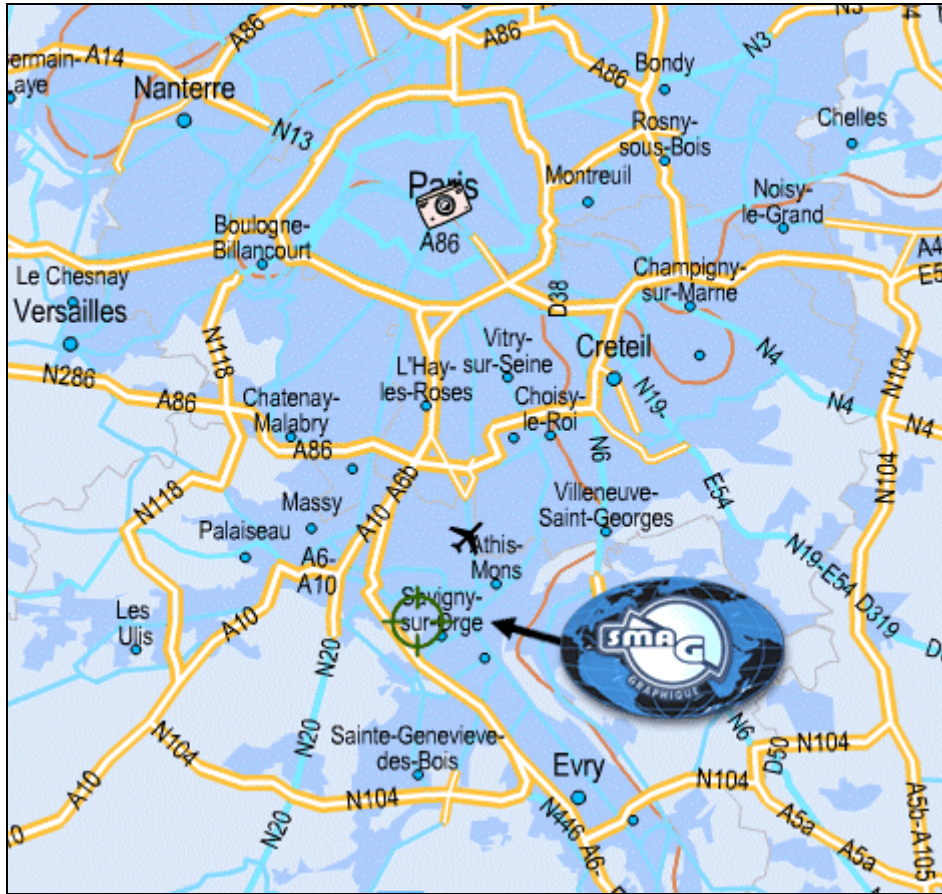 A86
A86
N3
N3
ermain-
aye
A14
Nanterre
A86
Bondy
N13
Rosny-
sous-Bois
Chelles
Paris
Montreuil
Noisy-
le-Grand
Boulogne-
Billancourt
A86
A4
E5
Le Chesnay
Versailles
Champigny-
sur-Marne
D38
N118
Vitry-
sur-Seine
Creteil
N4
N104
N286
A86
L'Hay-
les-Roses
Chatenay-
Malabry
Choisy-
le-Roi
N19-
N4
N4
A86
N6
A6b
E54
N104
N118
Massy
A10
Villeneuve-
Saint-Georges
Palaiseau
A6-
A10
Athis-
Mons
N19-E54
D319
Les
Ulis
A10
Savigny-
sur-Orge
SMAG
GRAPHIQUE
N20
N20
N6
D50
N104
Sainte-Genevieve-
des-Bois
N104
Evry
N104
A10
N104
N446
A6-
A5a
A5a
A5b-A105
N20